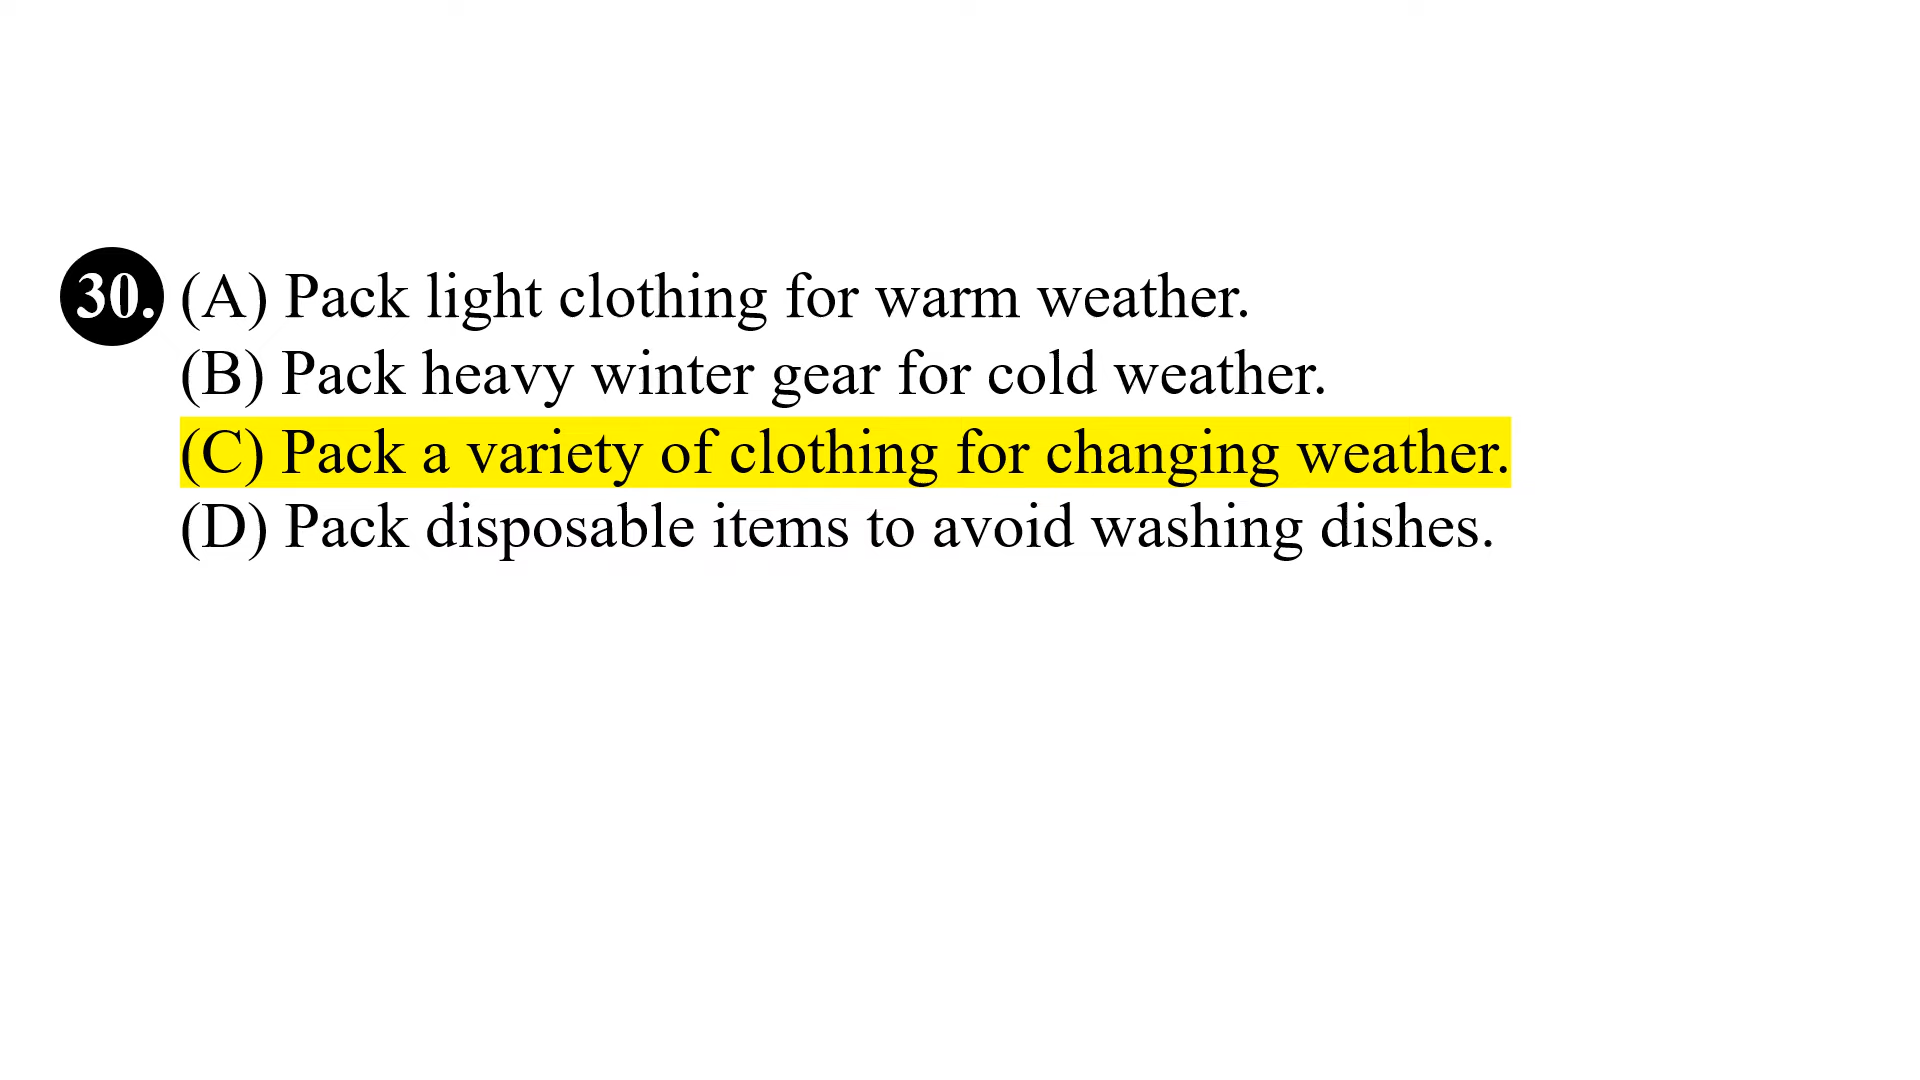 30. (A) Pack light clothing for warm weather.
(B) Pack heavy winter gear for cold weather.
(C) Pack a variety of clothing for changing weather.
(D) Pack disposable items to avoid washing dishes.